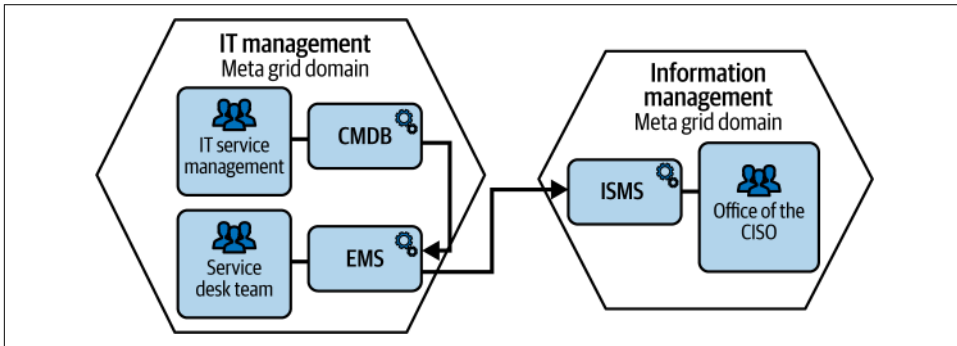 IT management
Meta grid domain
IT service
management
CMDB
Service
desk team
EMS
Information
management
Meta grid domain
ISMS
Office of the
CISO